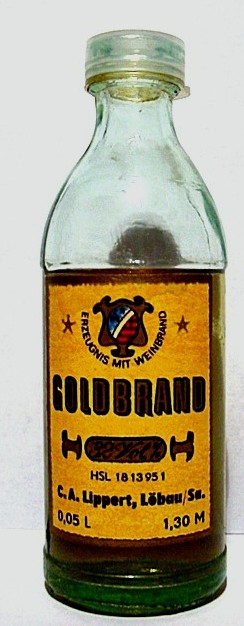 ERZEUGNIS MIT WEINBRAND
GOLDBRAND
HSL 1813951
C.A. Lippert, Löbau/Sa.
0,05 L 1,30 M